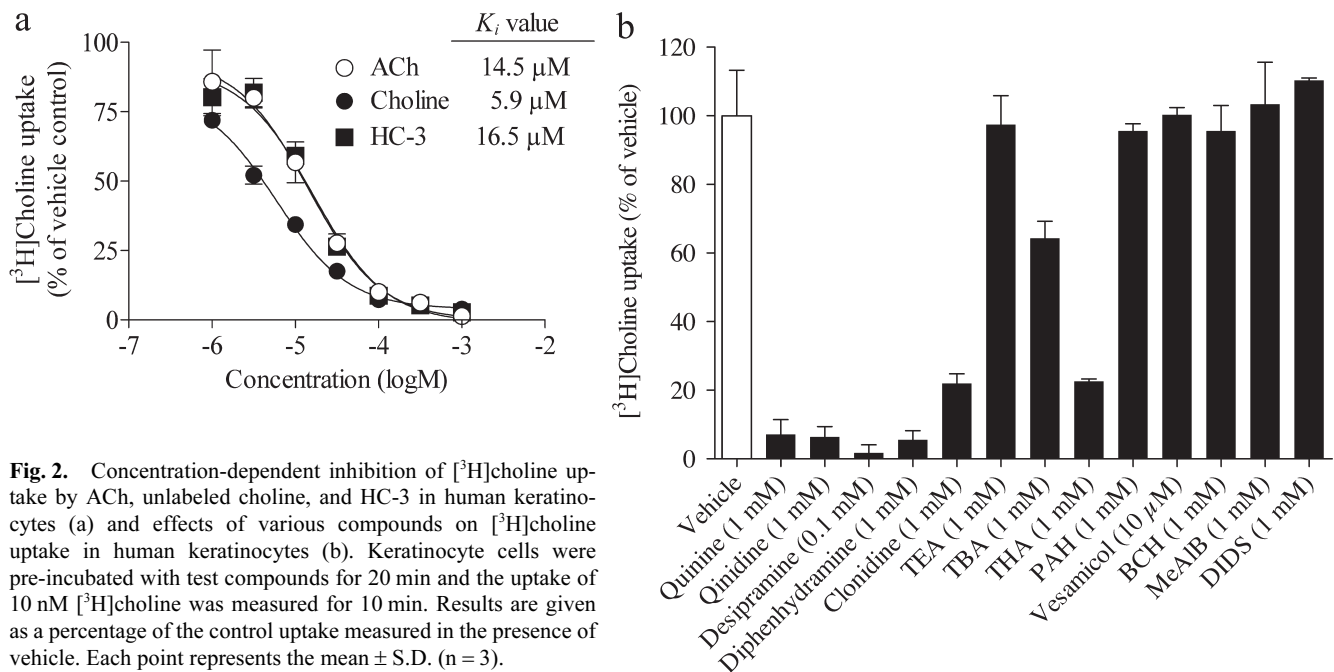 a
K_i value
ACh 14.5 µM
Choline 5.9 µM
HC-3 16.5 µM
100
75
50
25
0
-7 -6 -5 -4 -3 -2
[³H]Choline uptake
(% of vehicle control)
Concentration (logM)
Fig. 2. Concentration-dependent inhibition of [³H]choline up-
take by ACh, unlabeled choline, and HC-3 in human keratino-
cytes (a) and effects of various compounds on [³H]choline
uptake in human keratinocytes (b). Keratinocyte cells were
pre-incubated with test compounds for 20 min and the uptake of
10 nM [³H]choline was measured for 10 min. Results are given
as a percentage of the control uptake measured in the presence of
vehicle. Each point represents the mean ± S.D. (n = 3).
b
120
100
80
60
40
20
0
[³H]Choline uptake (% of vehicle)
Vehicle
Quinine (1 mM)
Qinidine (1 mM)
Desipramine (0.1 mM)
Diphenhydramine (1 mM)
Clonidine (1 mM)
TEA (1 mM)
TBA (1 mM)
THA (1 mM)
PAH (1 mM)
Vesamicol (10 µM)
BCH (1 mM)
MeAIB (1 mM)
DIDS (1 mM)